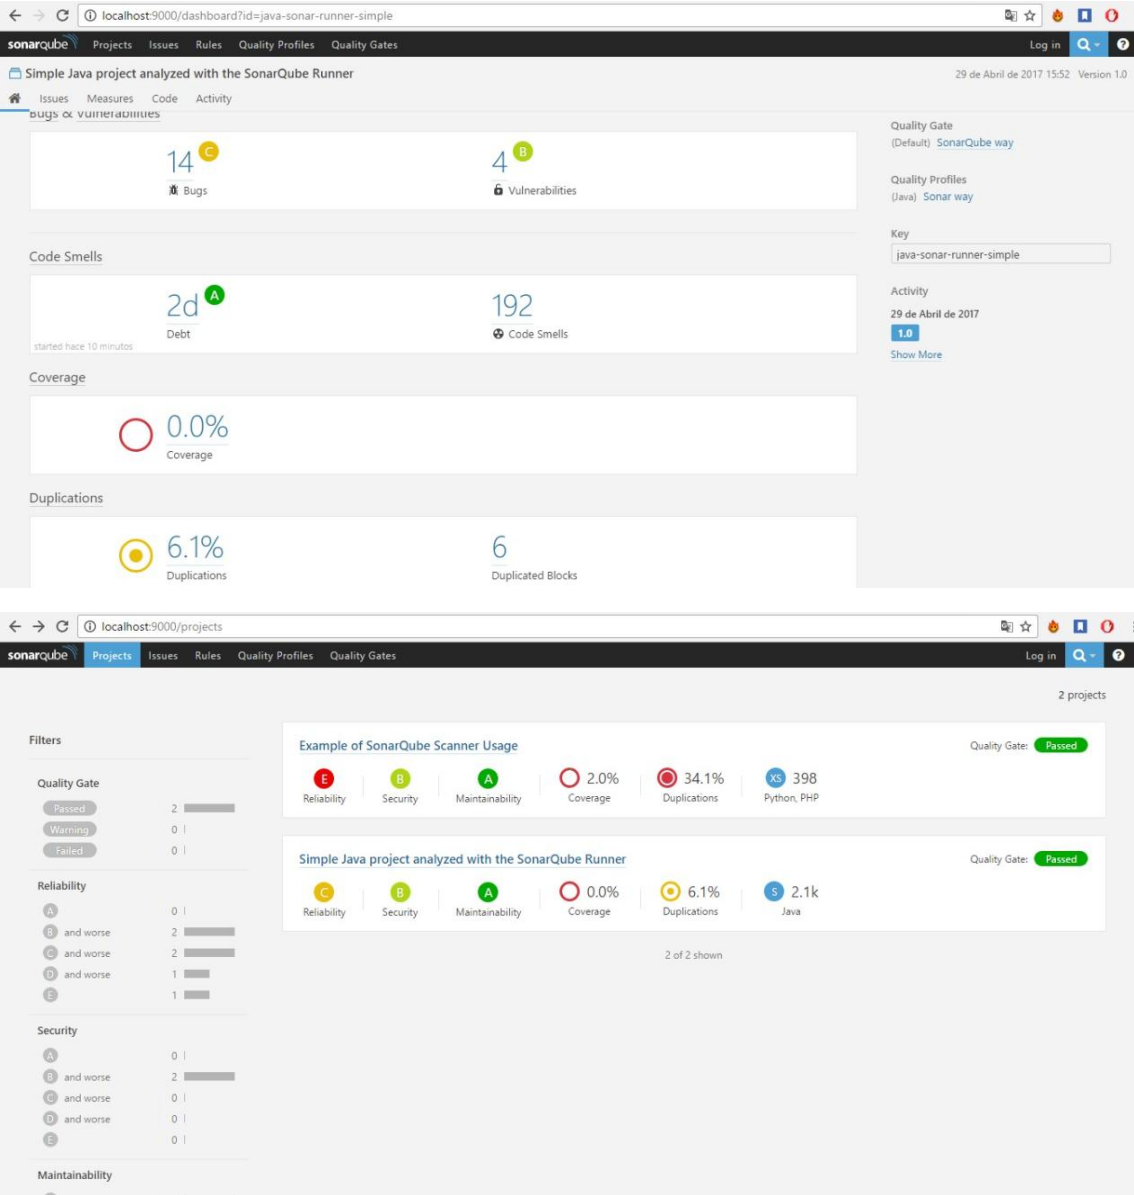 localhost:9000/dashboard?id=java-sonar-runner-simple
sonarqube Projects Issues Rules Quality Profiles Quality Gates Log in
Simple Java project analyzed with the SonarQube Runner 29 de Abril de 2017 15:52 Version 1.0
Issues Measures Code Activity
Bugs & Vulnerabilities
14 C
Bugs
4 B
Vulnerabilities
Code Smells
2d A
Debt
192
Code Smells
started hace 10 minutos
Coverage
0.0%
Coverage
Duplications
6.1%
Duplications
6
Duplicated Blocks
Quality Gate
(Default) SonarQube way
Quality Profiles
(Java) Sonar way
Key
java-sonar-runner-simple
Activity
29 de Abril de 2017
1.0
Show More
localhost:9000/projects
sonarqube Projects Issues Rules Quality Profiles Quality Gates Log in
2 projects
Filters
Quality Gate
Passed 2
Warning 0
Failed 0
Reliability
A 0
B and worse 2
C and worse 2
D and worse 1
E 1
Security
A 0
B and worse 2
C and worse 0
D and worse 0
E 0
Maintainability
Example of SonarQube Scanner Usage Quality Gate: Passed
E B A 2.0% 34.1% XS 398
Reliability Security Maintainability Coverage Duplications Python, PHP
Simple Java project analyzed with the SonarQube Runner Quality Gate: Passed
C B A 0.0% 6.1% S 2.1k
Reliability Security Maintainability Coverage Duplications Java
2 of 2 shown